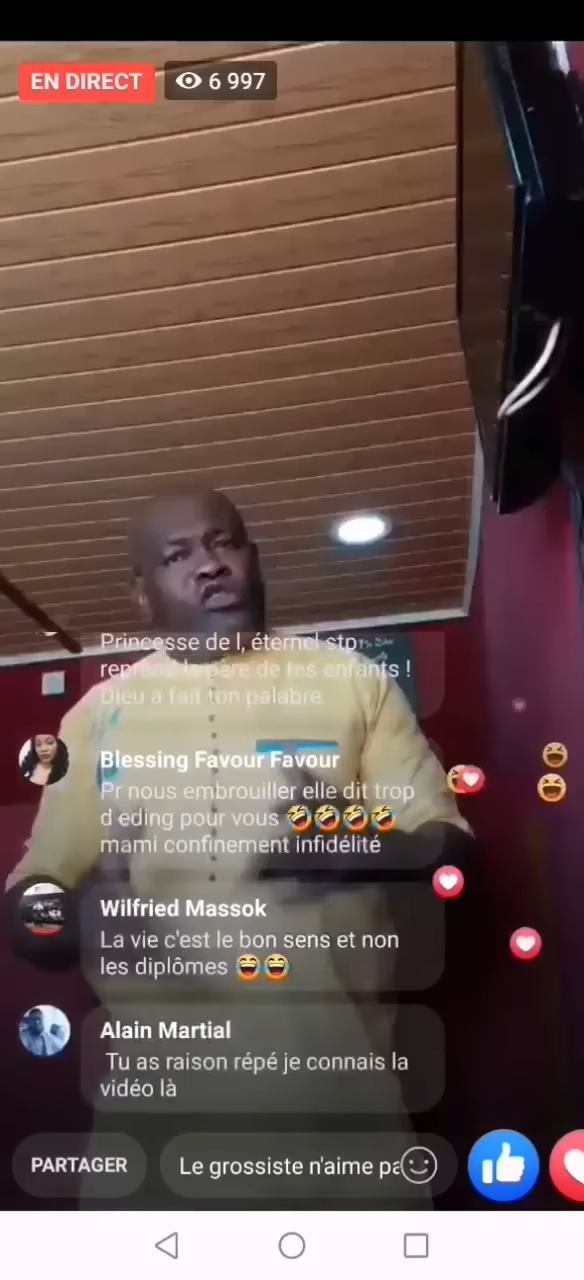 EN DIRECT
6 997
Princesse de l, éternel stp
reprend le père de tes enfants !
Dieu a fait ton palabre
Blessing Favour Favour
Pr nous embrouiller elle dit trop
d eding pour vous 🤣🤣🤣🤣
mami confinement infidélité
Wilfried Massok
La vie c'est le bon sens et non
les diplômes 😂😂
Alain Martial
Tu as raison répé je connais la
vidéo là
PARTAGER
Le grossiste n'aime pa